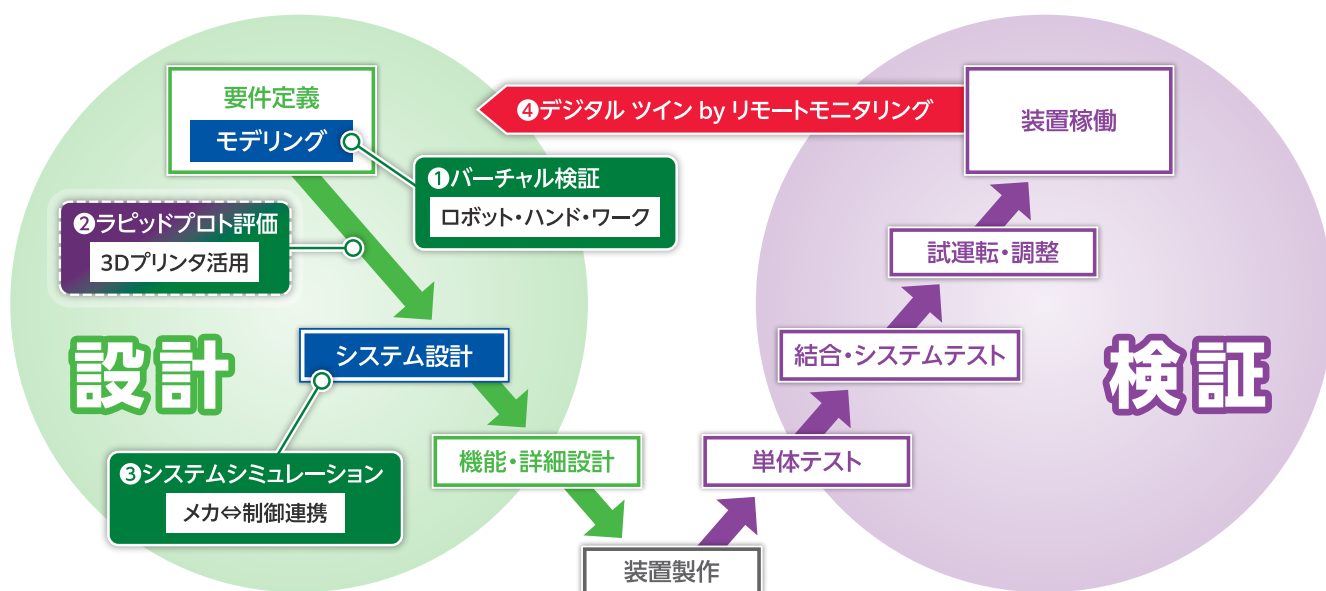 要件定義
モデリング
❶バーチャル検証
ロボット・ハンド・ワーク
❷ラピッドプロト評価
3Dプリンタ活用
設計
システム設計
❸システムシミュレーション
メカ⇔制御連携
機能・詳細設計
装置製作
単体テスト
結合・システムテスト
試運転・調整
装置稼働
❹デジタル ツイン by リモートモニタリング
検証